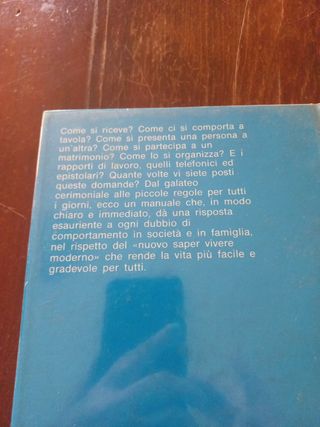 Come si riceve? Come ci si comporta a
tavola? Come si presenta una persona a
un'altra? Come si partecipa a un
matrimonio? Come lo si organizza? E i
rapporti di lavoro, quelli telefonici ed
epistolari? Quante volte vi siete posti
queste domande? Dal galateo
cerimoniale alle piccole regole per tutti
i giorni, ecco un manuale che, in modo
chiaro e immediato, dà una risposta
esauriente a ogni dubbio di
comportamento in società e in famiglia,
nel rispetto del «nuovo saper vivere
moderno» che rende la vita più facile e
gradevole per tutti.